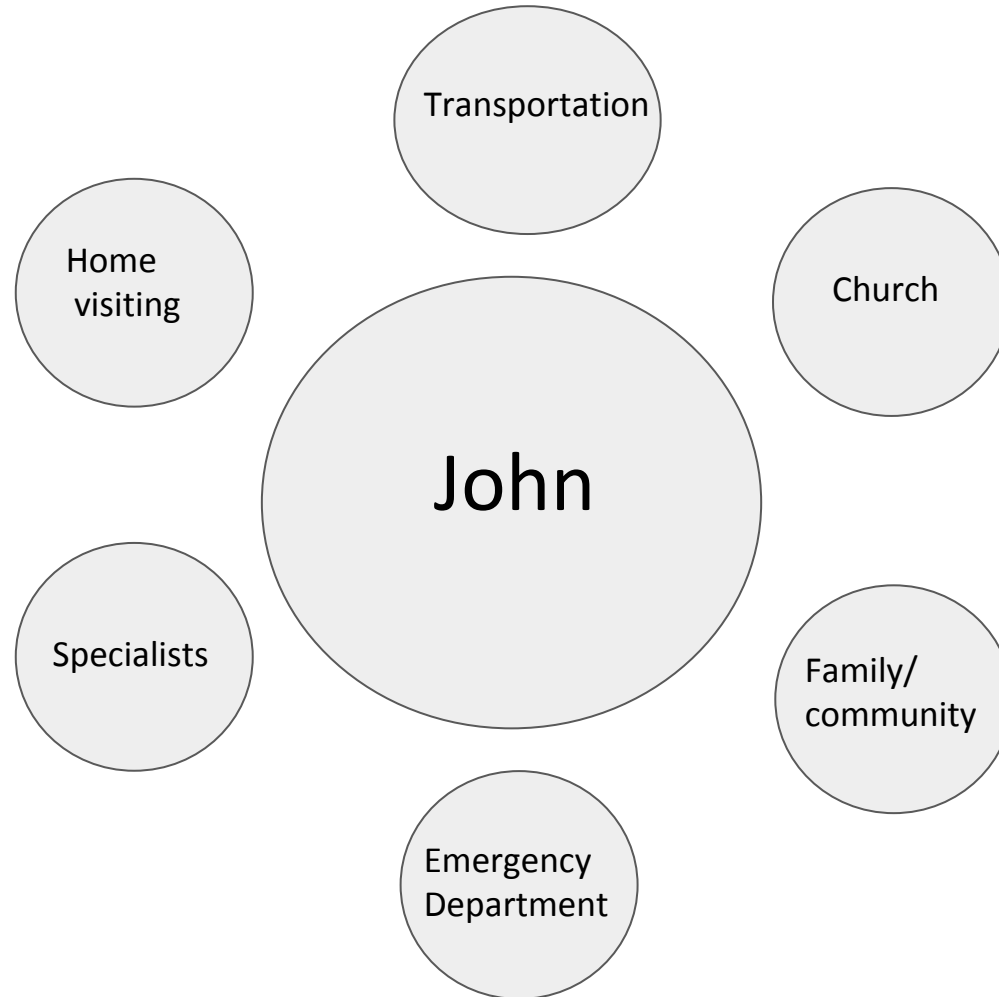 Transportation
Home
visiting
Church
John
Specialists
Family/
community
Emergency
Department